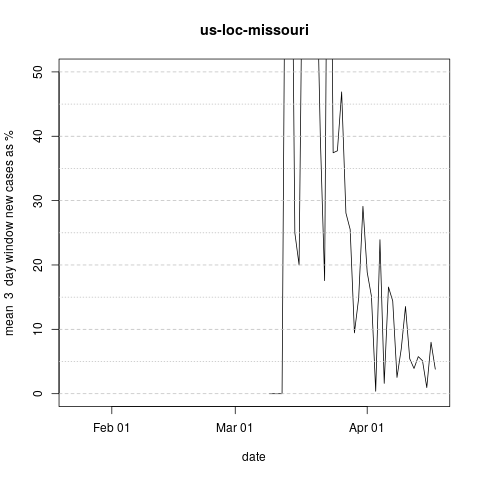 us-loc-missouri
mean 3 day window new cases as %
50
40
30
20
10
0
Feb 01
Mar 01
Apr 01
date